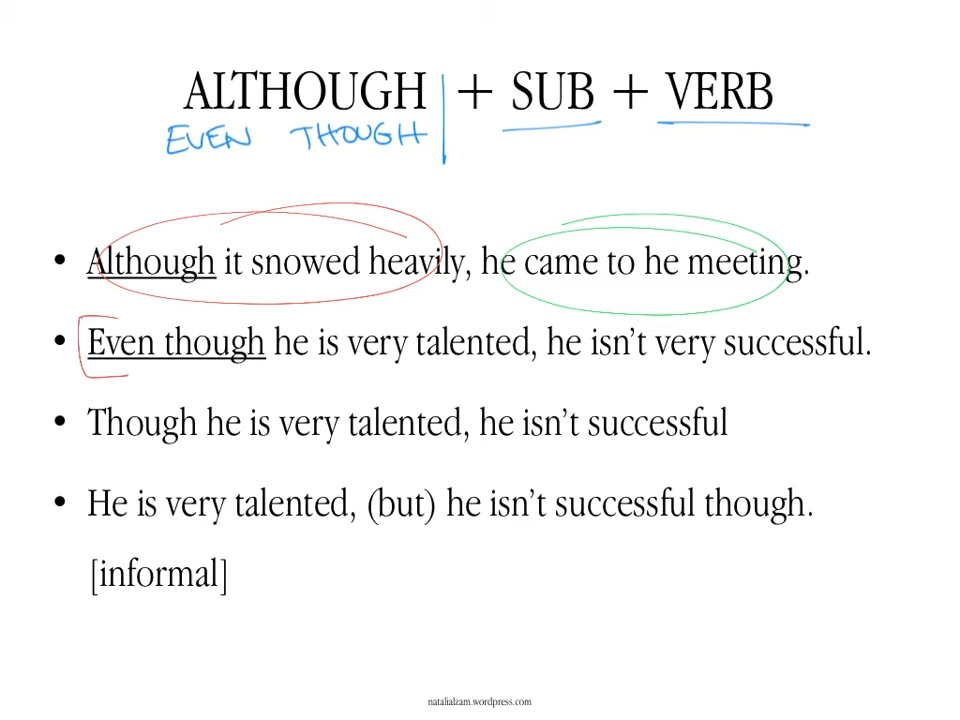 ALTHOUGH + SUB + VERB
EVEN THOUGH
• Although it snowed heavily, he came to he meeting.
• Even though he is very talented, he isn't very successful.
• Though he is very talented, he isn't successful
• He is very talented, (but) he isn't successful though.
[informal]
natalialzam.wordpress.com